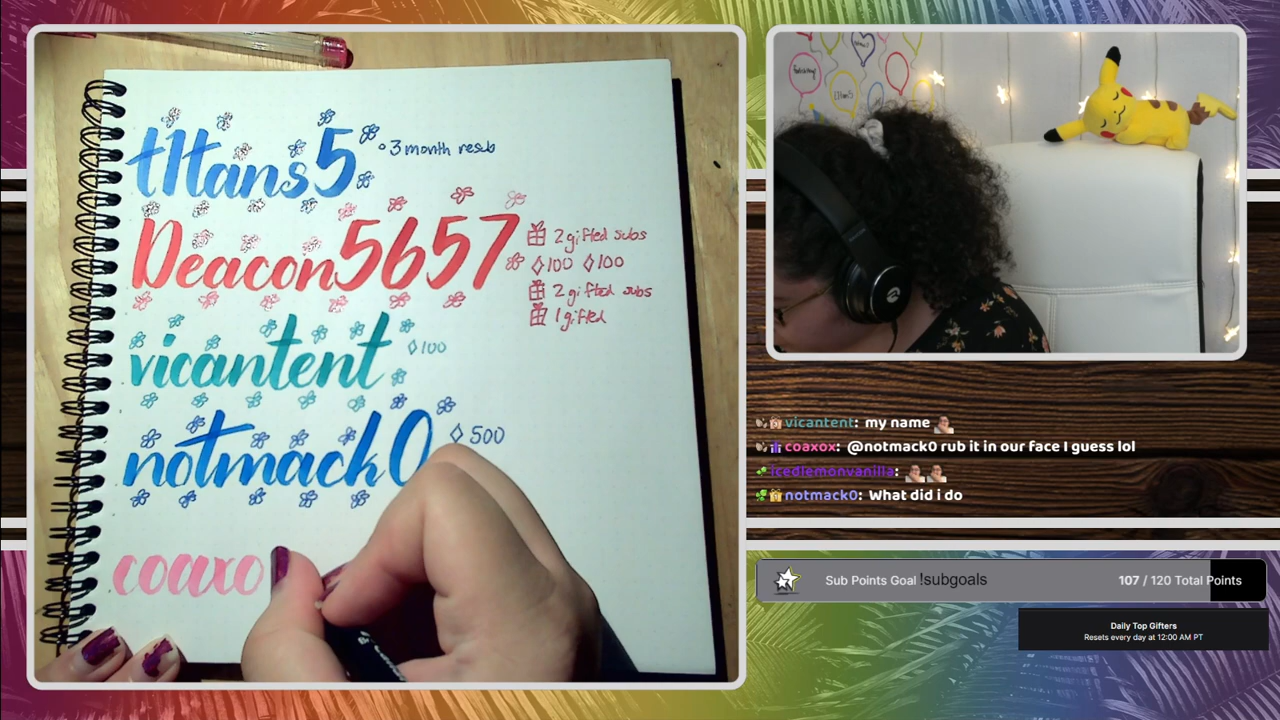 t1tans5
3 month resub
Deacon5657
2 gifted subs
100 100
2 gifted subs
1 gifted
vicantent
100
notmack0
500
coaxo
t1tans5
vicantent: my name
coaxox: @notmack0 rub it in our face I guess lol
icedlemonvanilla:
notmack0: What did i do
Sub Points Goal !subgoals
107 / 120 Total Points
Daily Top Gifters
Resets every day at 12:00 AM PT